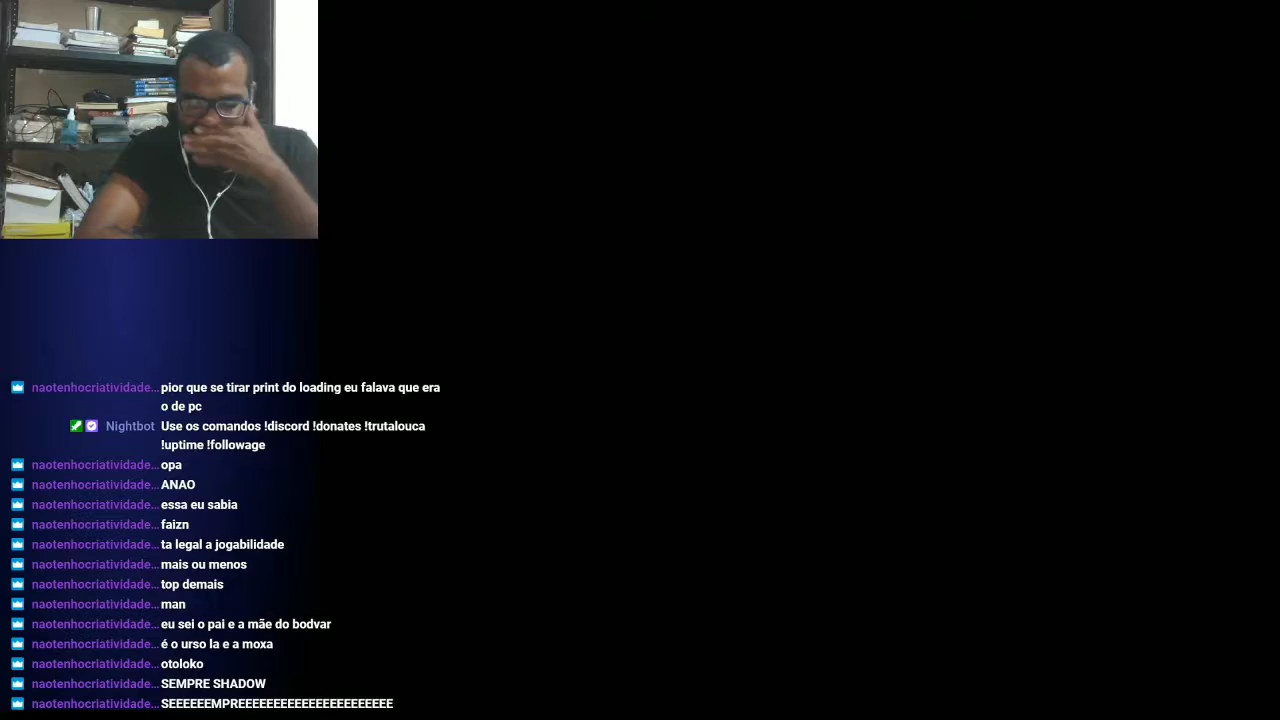 naotenhocriatividade... pior que se tirar print do loading eu falava que era
o de pc
Nightbot Use os comandos !discord !donates !trutalouca
!uptime !followage
naotenhocriatividade... opa
naotenhocriatividade... ANAO
naotenhocriatividade... essa eu sabia
naotenhocriatividade... faizn
naotenhocriatividade... ta legal a jogabilidade
naotenhocriatividade... mais ou menos
naotenhocriatividade... top demais
naotenhocriatividade... man
naotenhocriatividade... eu sei o pai e a mãe do bodvar
naotenhocriatividade... é o urso la e a moxa
naotenhocriatividade... otoloko
naotenhocriatividade... SEMPRE SHADOW
naotenhocriatividade... SEEEEEEMPREEEEEEEEEEEEEEEEEEEEEE